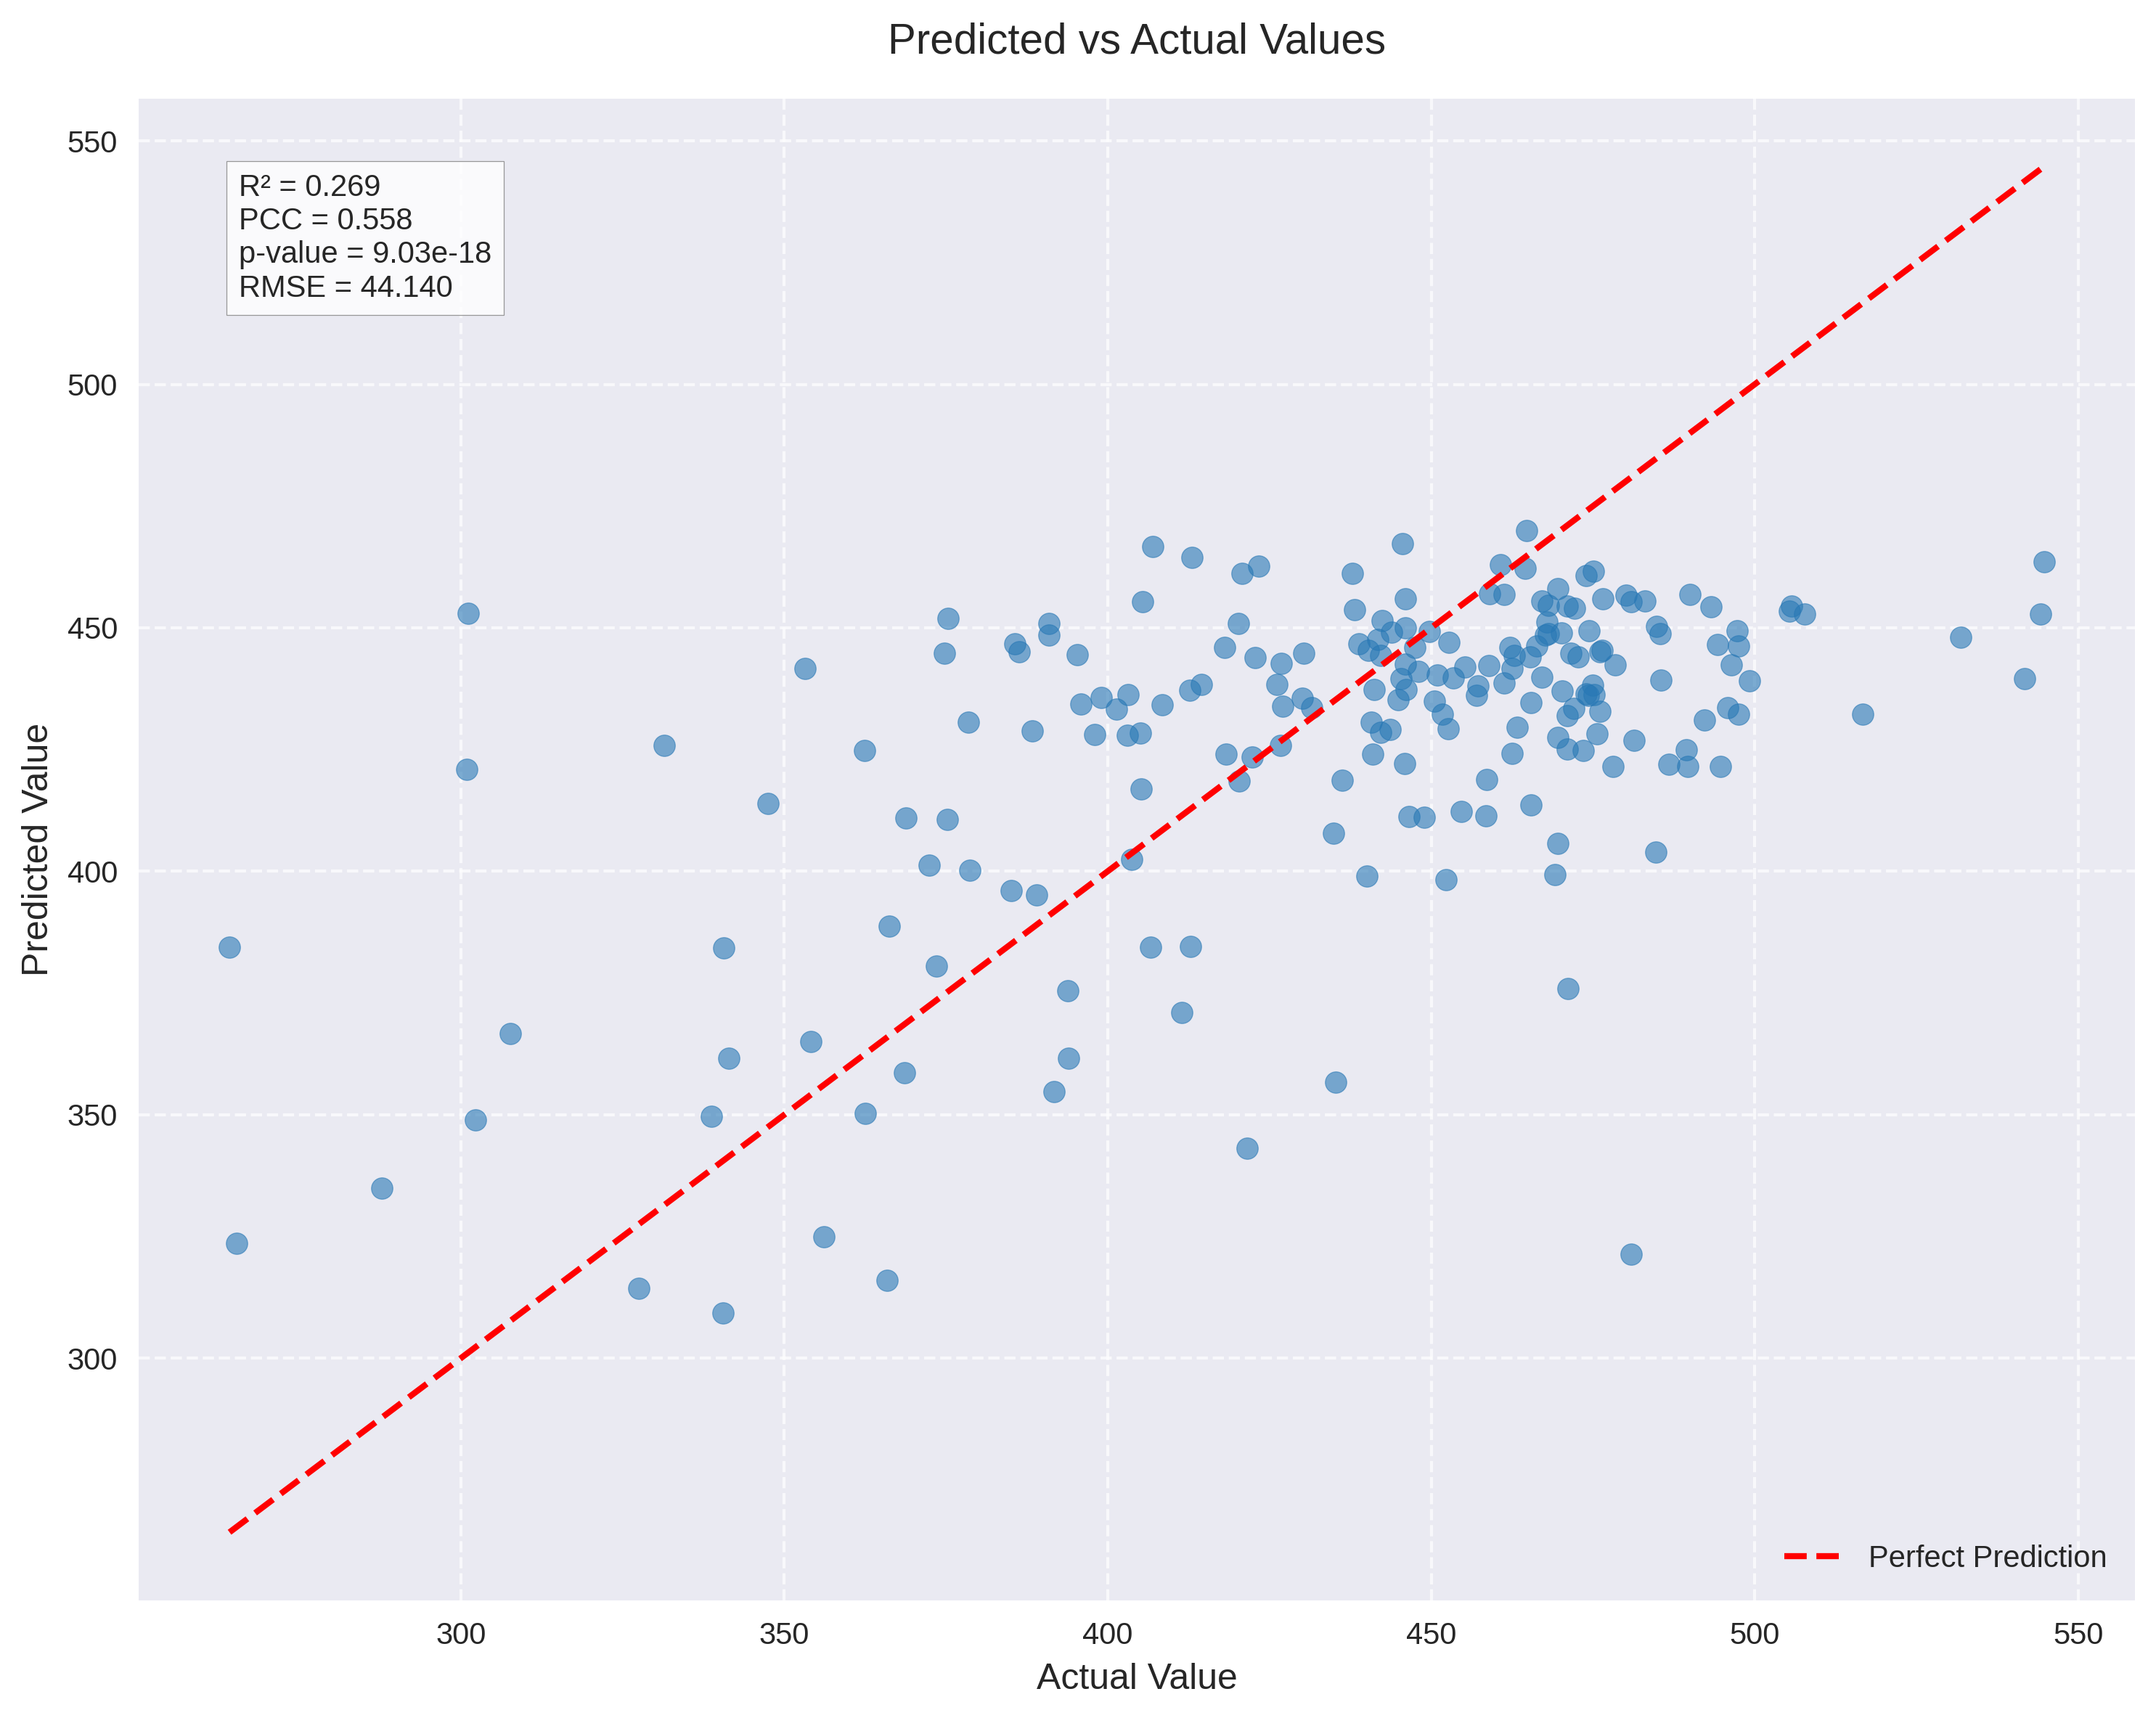 Predicted vs Actual Values
550
500
450
400
350
300
Predicted Value
R² = 0.269
PCC = 0.558
p-value = 9.03e-18
RMSE = 44.140
Perfect Prediction
300 350 400 450 500 550
Actual Value